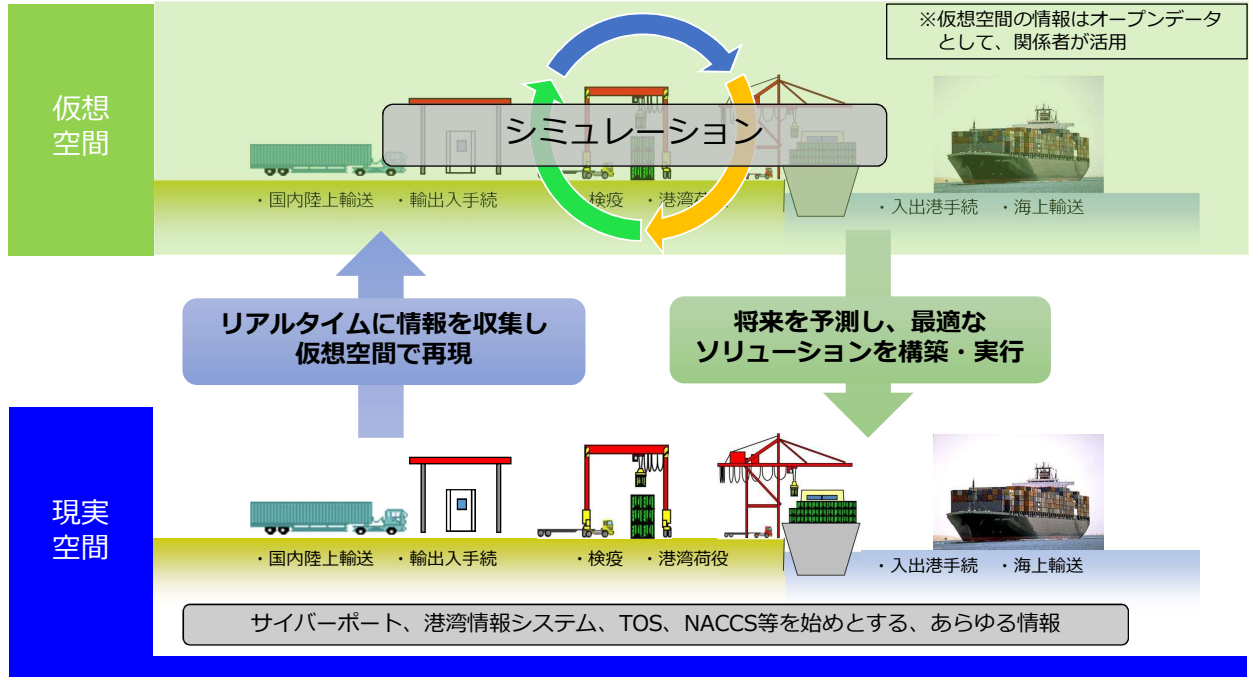 ※仮想空間の情報はオープンデータ
として、関係者が活用
仮想
空間
シミュレーション
・国内陸上輸送
・輸出入手続
検疫
・港湾荷役
・入出港手続
・海上輸送
リアルタイムに情報を収集し
仮想空間で再現
将来を予測し、最適な
ソリューションを構築・実行
現実
空間
・国内陸上輸送
・輸出入手続
・検疫
・港湾荷役
・入出港手続
・海上輸送
サイバーポート、港湾情報システム、TOS、NACCS等を始めとする、あらゆる情報